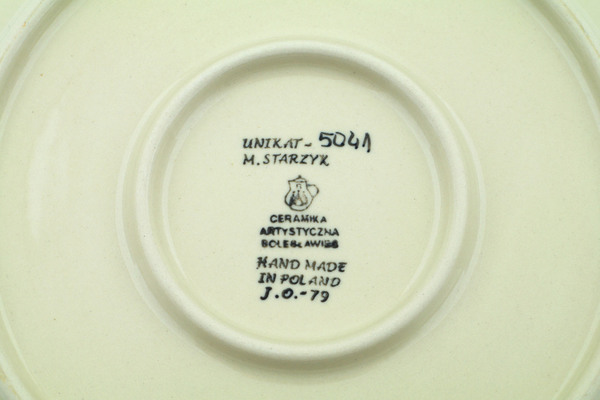 UNIKAT - 5041
M. STARZYK
CERAMIKA
ARTYSTYCZNA
BOLESŁAWIEC
HAND MADE
IN POLAND
J.O.-79